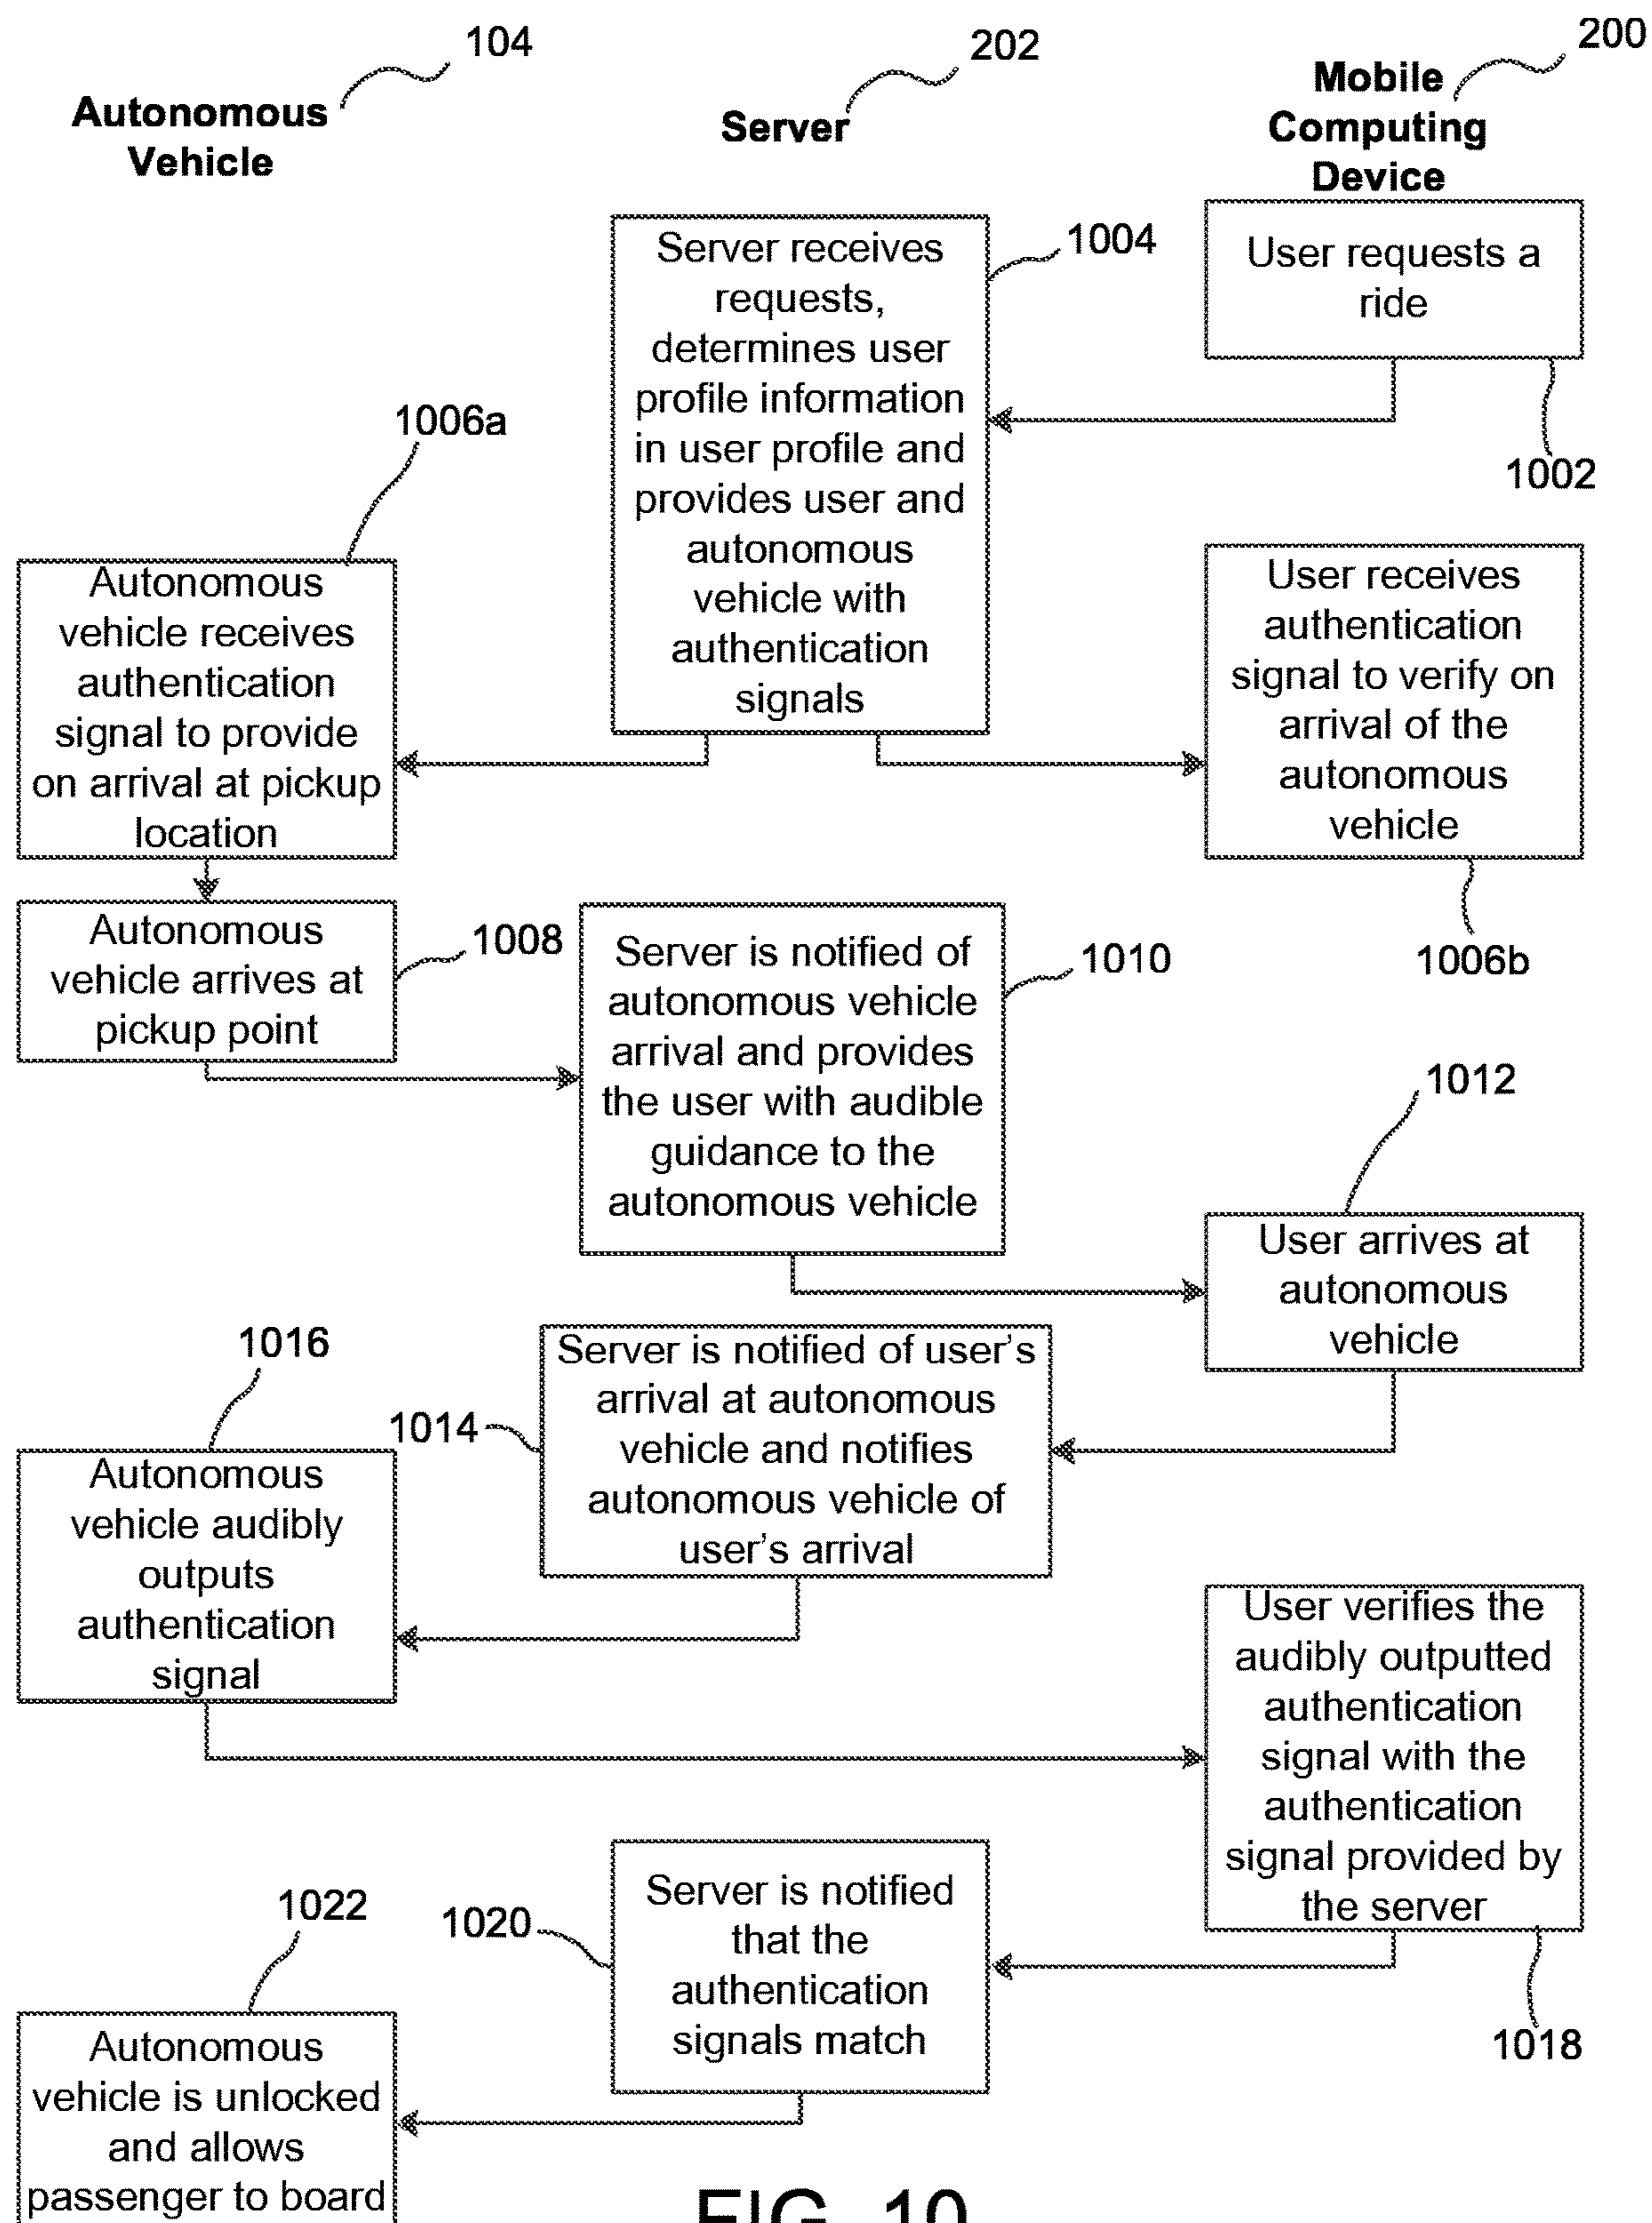 104
Autonomous
Vehicle
202
Server
200
Mobile
Computing
Device
User requests a
ride
1002
Server receives
requests,
determines user
profile information
in user profile and
provides user and
autonomous
vehicle with
authentication
signals
1004
1006a
Autonomous
vehicle receives
authentication
signal to provide
on arrival at pickup
location
User receives
authentication
signal to verify on
arrival of the
autonomous
vehicle
1006b
Autonomous
vehicle arrives at
pickup point
1008
Server is notified of
autonomous vehicle
arrival and provides
the user with audible
guidance to the
autonomous vehicle
1010
1012
User arrives at
autonomous
vehicle
1014
Server is notified of user's
arrival at autonomous
vehicle and notifies
autonomous vehicle of
user's arrival
1016
Autonomous
vehicle audibly
outputs
authentication
signal
User verifies the
audibly outputted
authentication
signal with the
authentication
signal provided by
the server
1018
1020
Server is notified
that the
authentication
signals match
1022
Autonomous
vehicle is unlocked
and allows
passenger to board
FIG. 10